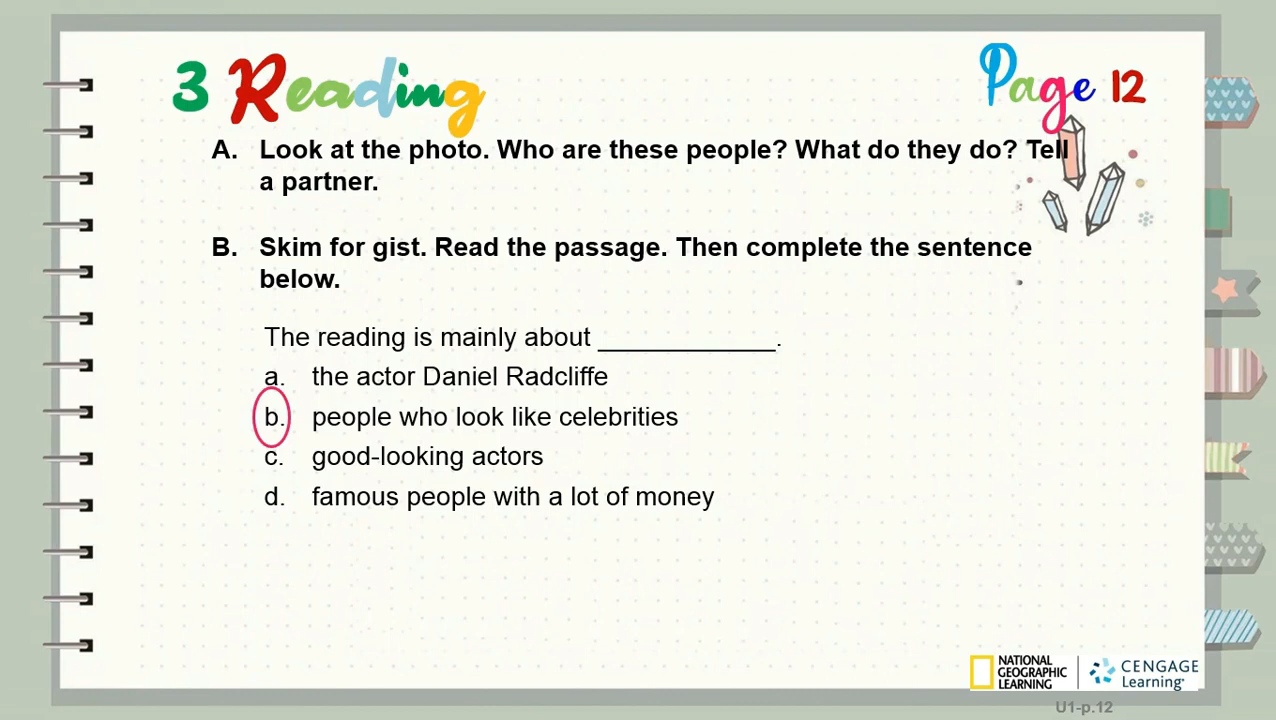 3 Reading
Page 12
A. Look at the photo. Who are these people? What do they do? Tell
a partner.
B. Skim for gist. Read the passage. Then complete the sentence
below.
The reading is mainly about ____________.
a. the actor Daniel Radcliffe
b. people who look like celebrities
c. good-looking actors
d. famous people with a lot of money
NATIONAL
GEOGRAPHIC
LEARNING
CENGAGE
Learning
U1-p.12